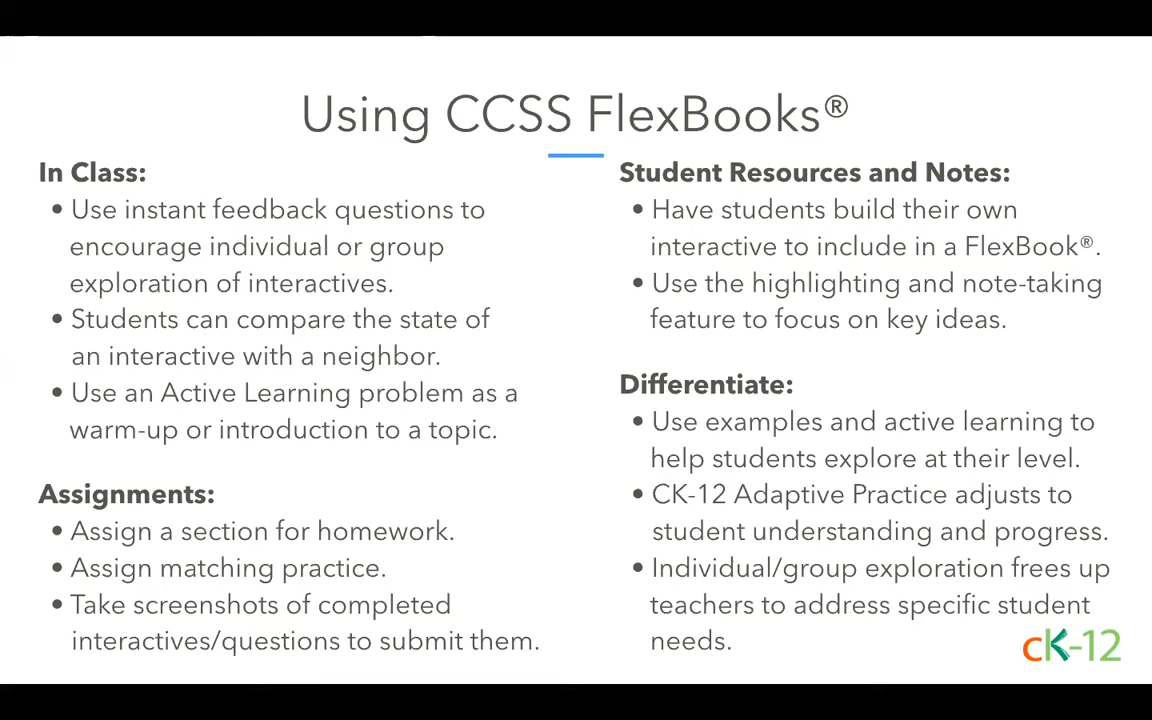 Using CCSS FlexBooks®
In Class:
• Use instant feedback questions to
encourage individual or group
exploration of interactives.
• Students can compare the state of
an interactive with a neighbor.
• Use an Active Learning problem as a
warm-up or introduction to a topic.
Assignments:
• Assign a section for homework.
• Assign matching practice.
• Take screenshots of completed
interactives/questions to submit them.
Student Resources and Notes:
• Have students build their own
interactive to include in a FlexBook®.
• Use the highlighting and note-taking
feature to focus on key ideas.
Differentiate:
• Use examples and active learning to
help students explore at their level.
• CK-12 Adaptive Practice adjusts to
student understanding and progress.
• Individual/group exploration frees up
teachers to address specific student
needs.
cK-12